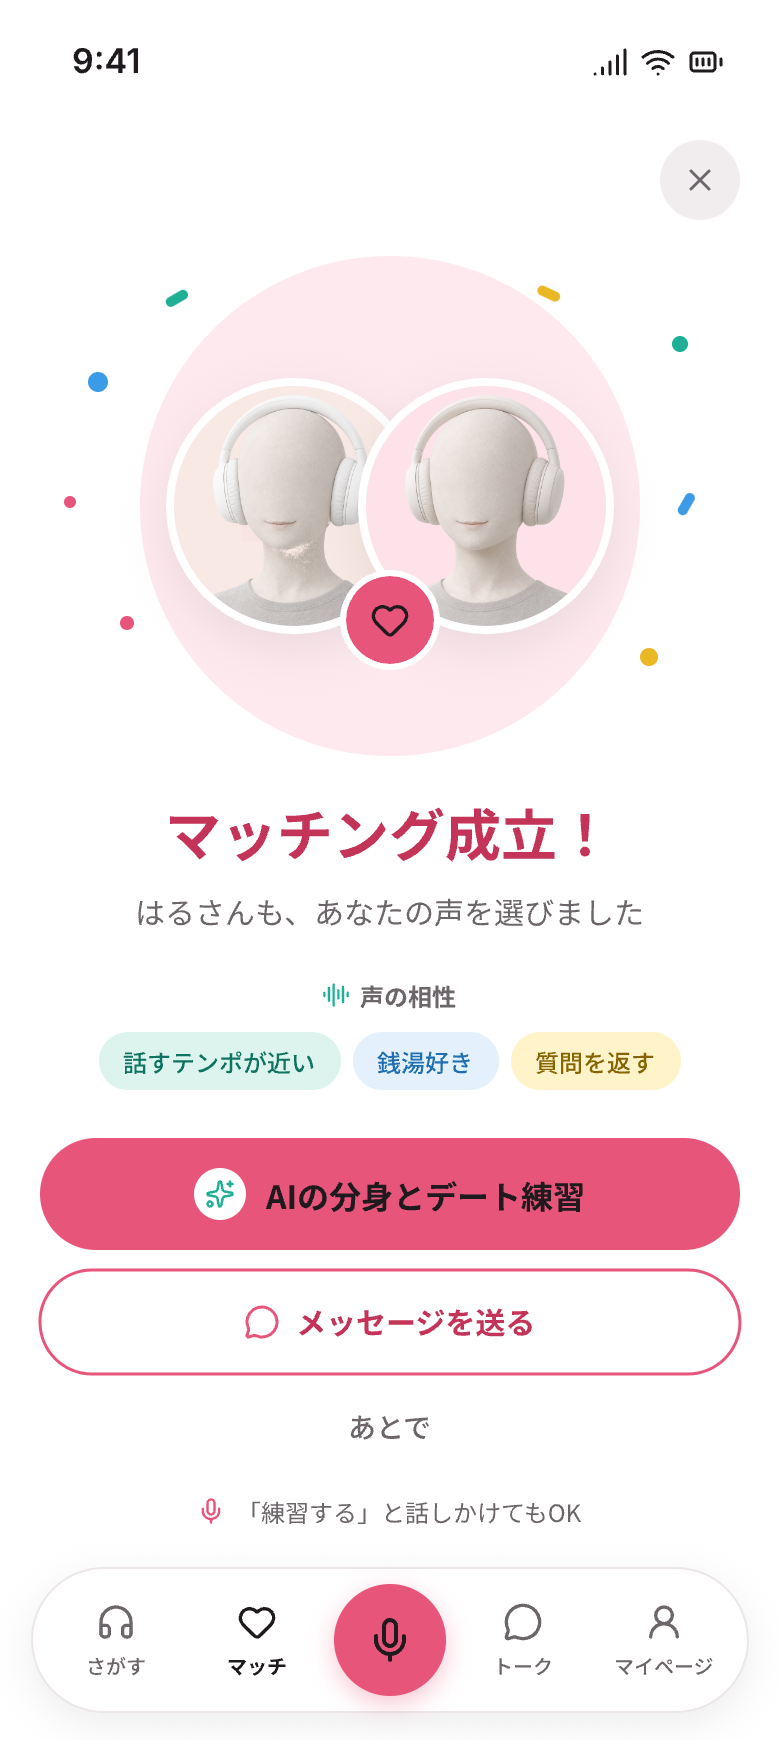 9:41
マッチング成立！
はるさんも、あなたの声を選びました
声の相性
話すテンポが近い
銭湯好き
質問を返す
AIの分身とデート練習
メッセージを送る
あとで
「練習する」と話しかけてもOK
さがす
マッチ
トーク
マイページ